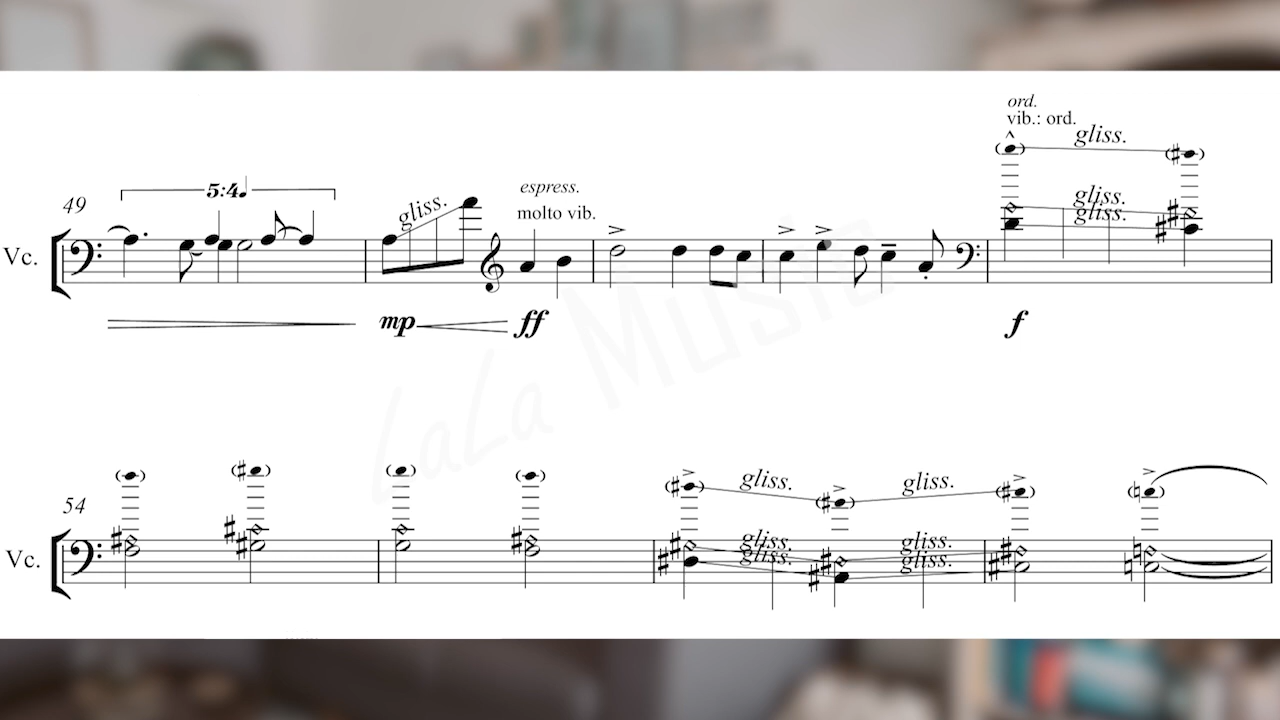 ord.
vib.: ord.
gliss.
5:4
espress.
49
gliss.
molto vib.
gliss.
gliss.
Vc.
mp
ff
f
LaLa Music
54
gliss.
gliss.
Vc.
gliss.
gliss.
gliss.
gliss.